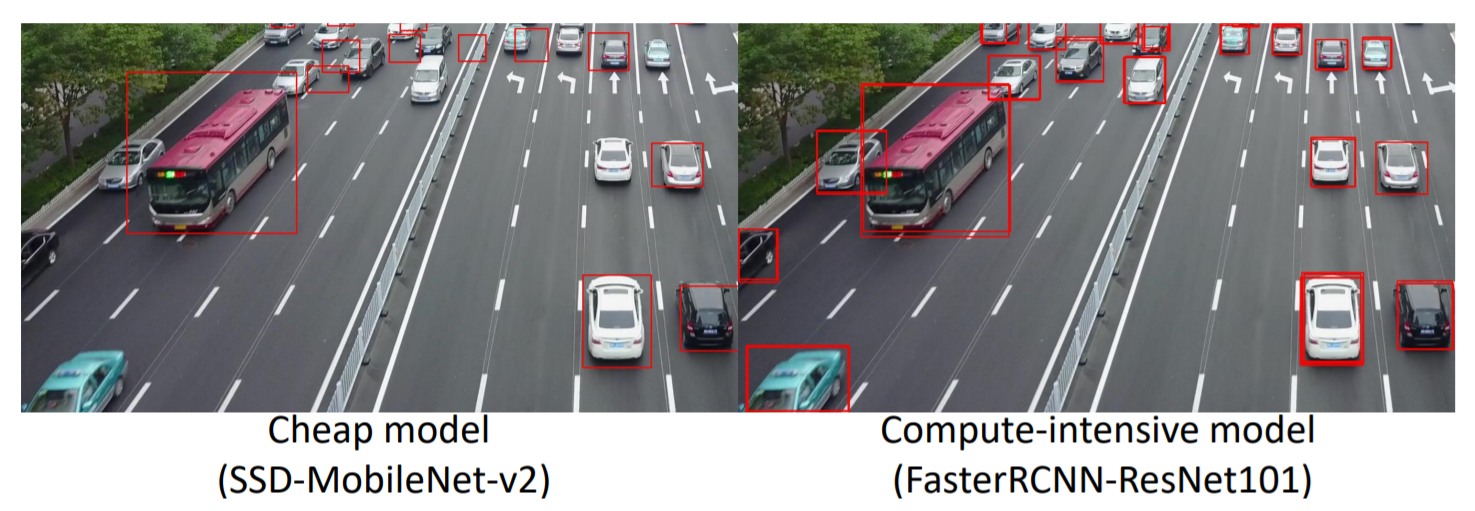 Cheap model
(SSD-MobileNet-v2)
Compute-intensive model
(FasterRCNN-ResNet101)